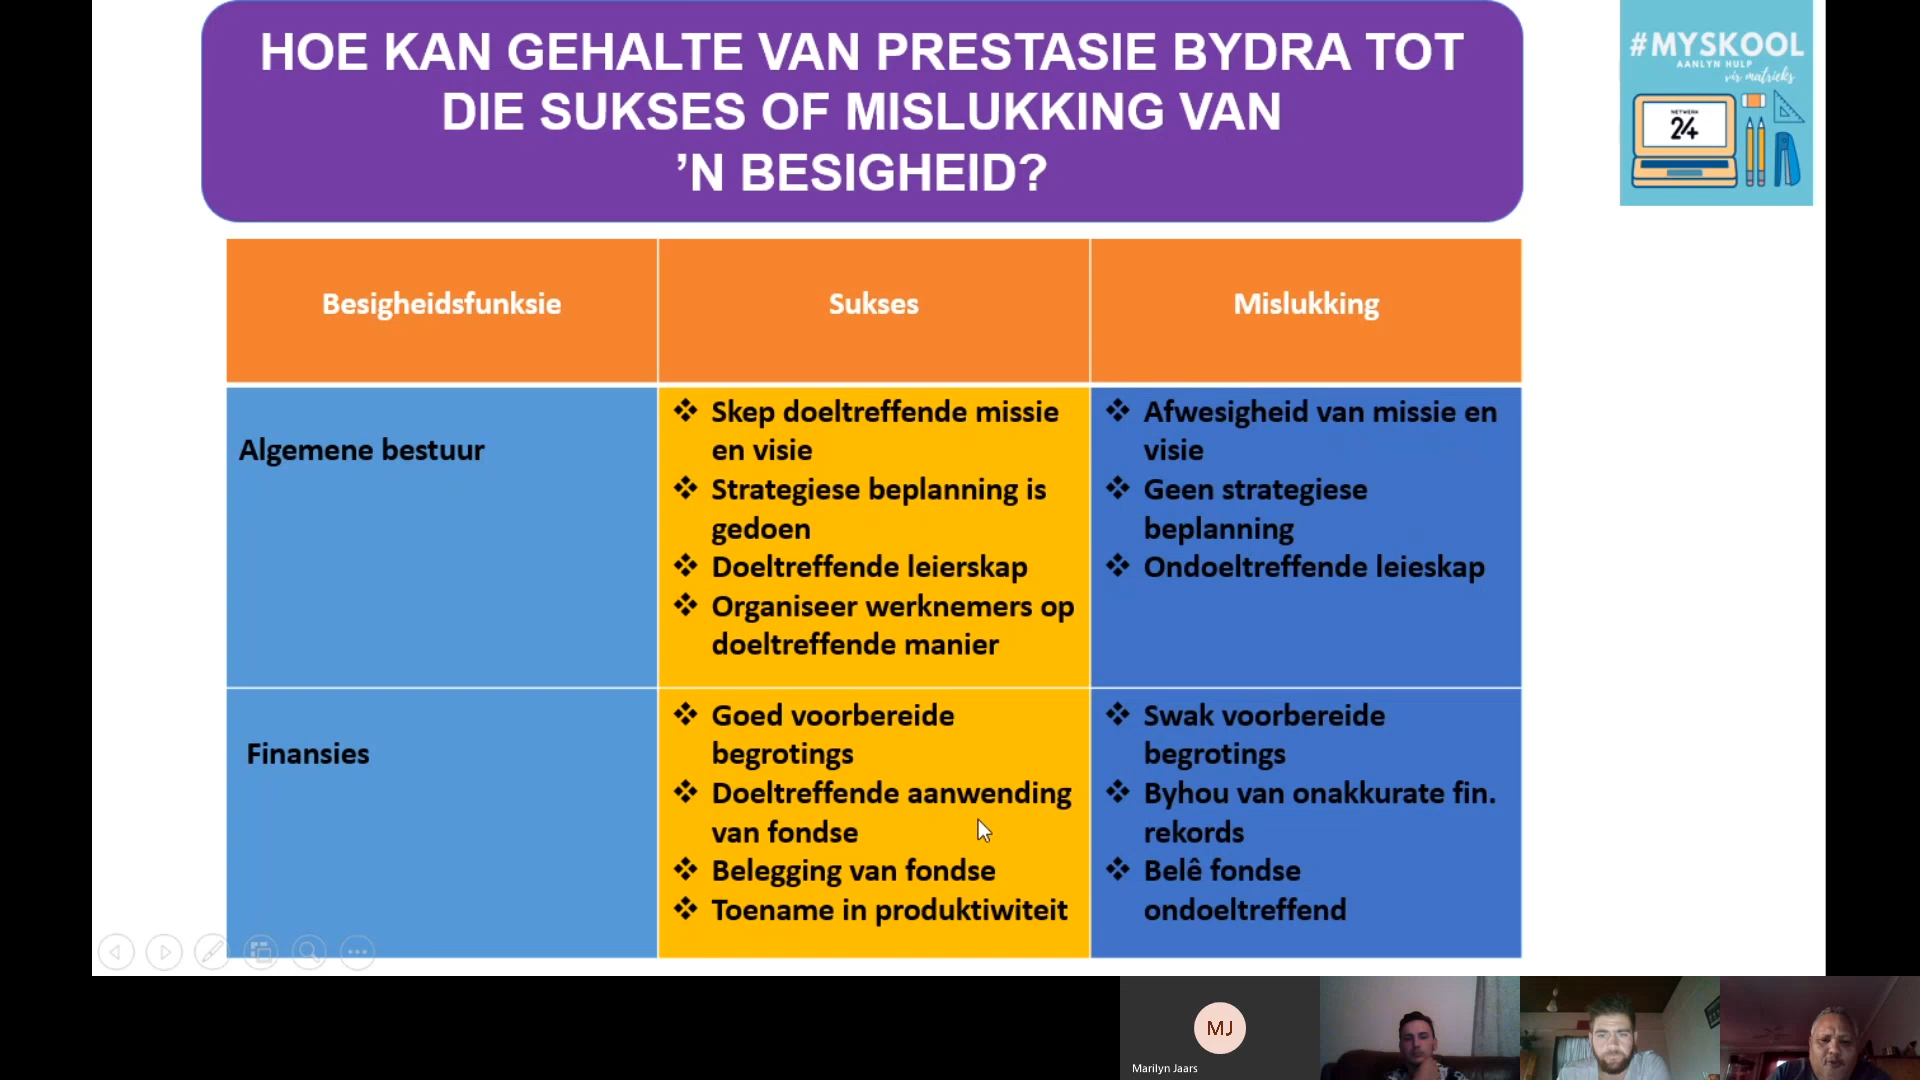 HOE KAN GEHALTE VAN PRESTASIE BYDRA TOT
DIE SUKSES OF MISLUKKING VAN
’N BESIGHEID?
#MYSKOOL
AANLYN HULP
vir matrieks
NETWERK
24
Besigheidsfunksie
Sukses
Mislukking
Algemene bestuur
❖ Skep doeltreffende missie
en visie
❖ Strategiese beplanning is
gedoen
❖ Doeltreffende leierskap
❖ Organiseer werknemers op
doeltreffende manier
❖ Afwesigheid van missie en
visie
❖ Geen strategiese
beplanning
❖ Ondoeltreffende leieskap
Finansies
❖ Goed voorbereide
begrotings
❖ Doeltreffende aanwending
van fondse
❖ Belegging van fondse
❖ Toename in produktiwiteit
❖ Swak voorbereide
begrotings
❖ Byhou van onakkurate fin.
rekords
❖ Belê fondse
ondoeltreffend
MJ
Marilyn Jaars